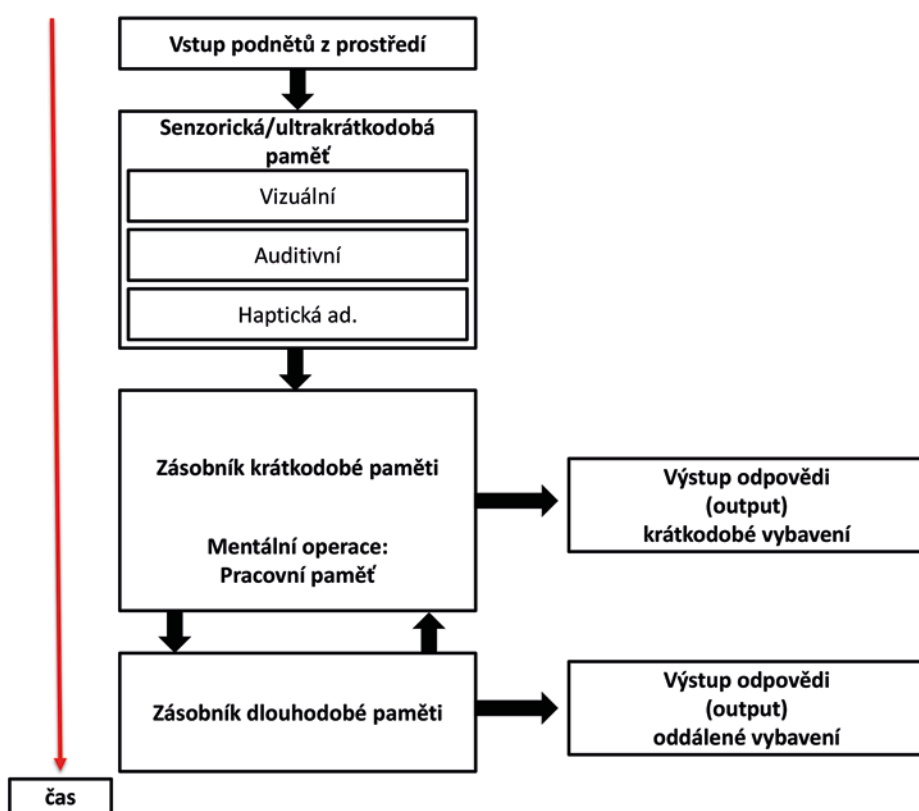 Vstup podnětů z prostředí
Senzorická/ultrakrátkodobá
paměť
Vizuální
Auditivní
Haptická ad.
Zásobník krátkodobé paměti
Mentální operace:
Pracovní paměť
Výstup odpovědi
(output)
krátkodobé vybavení
Zásobník dlouhodobé paměti
Výstup odpovědi
(output)
oddálené vybavení
čas